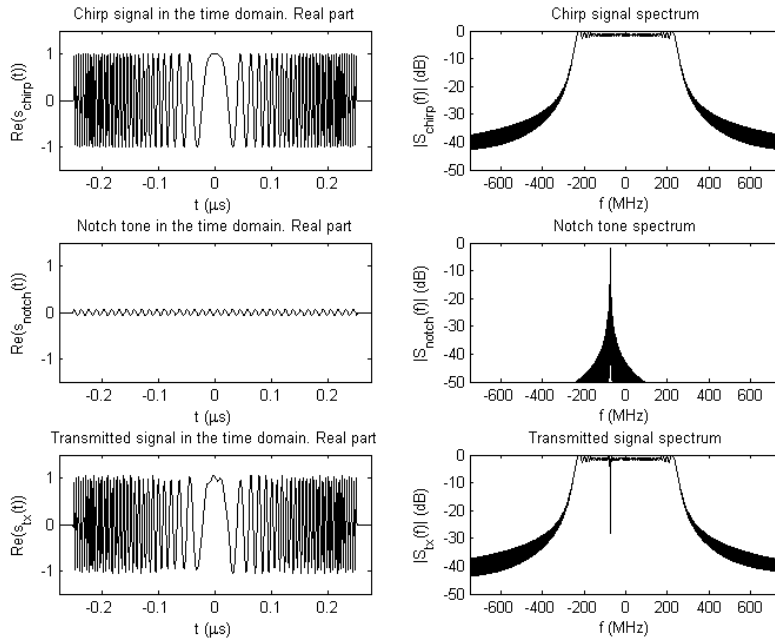 Chirp signal in the time domain. Real part
Re(s_chirp(t))
1
0
-1
-0.2 -0.1 0 0.1 0.2
t (μs)
Chirp signal spectrum
|S_chirp(f)| (dB)
0
-10
-20
-30
-40
-50
-600 -400 -200 0 200 400 600
f (MHz)
Notch tone in the time domain. Real part
Re(s_notch(t))
1
0
-1
-0.2 -0.1 0 0.1 0.2
t (μs)
Notch tone spectrum
|S_notch(f)| (dB)
0
-10
-20
-30
-40
-50
-600 -400 -200 0 200 400 600
f (MHz)
Transmitted signal in the time domain. Real part
Re(s_tx(t))
1
0
-1
-0.2 -0.1 0 0.1 0.2
t (μs)
Transmitted signal spectrum
|S_tx(f)| (dB)
0
-10
-20
-30
-40
-50
-600 -400 -200 0 200 400 600
f (MHz)